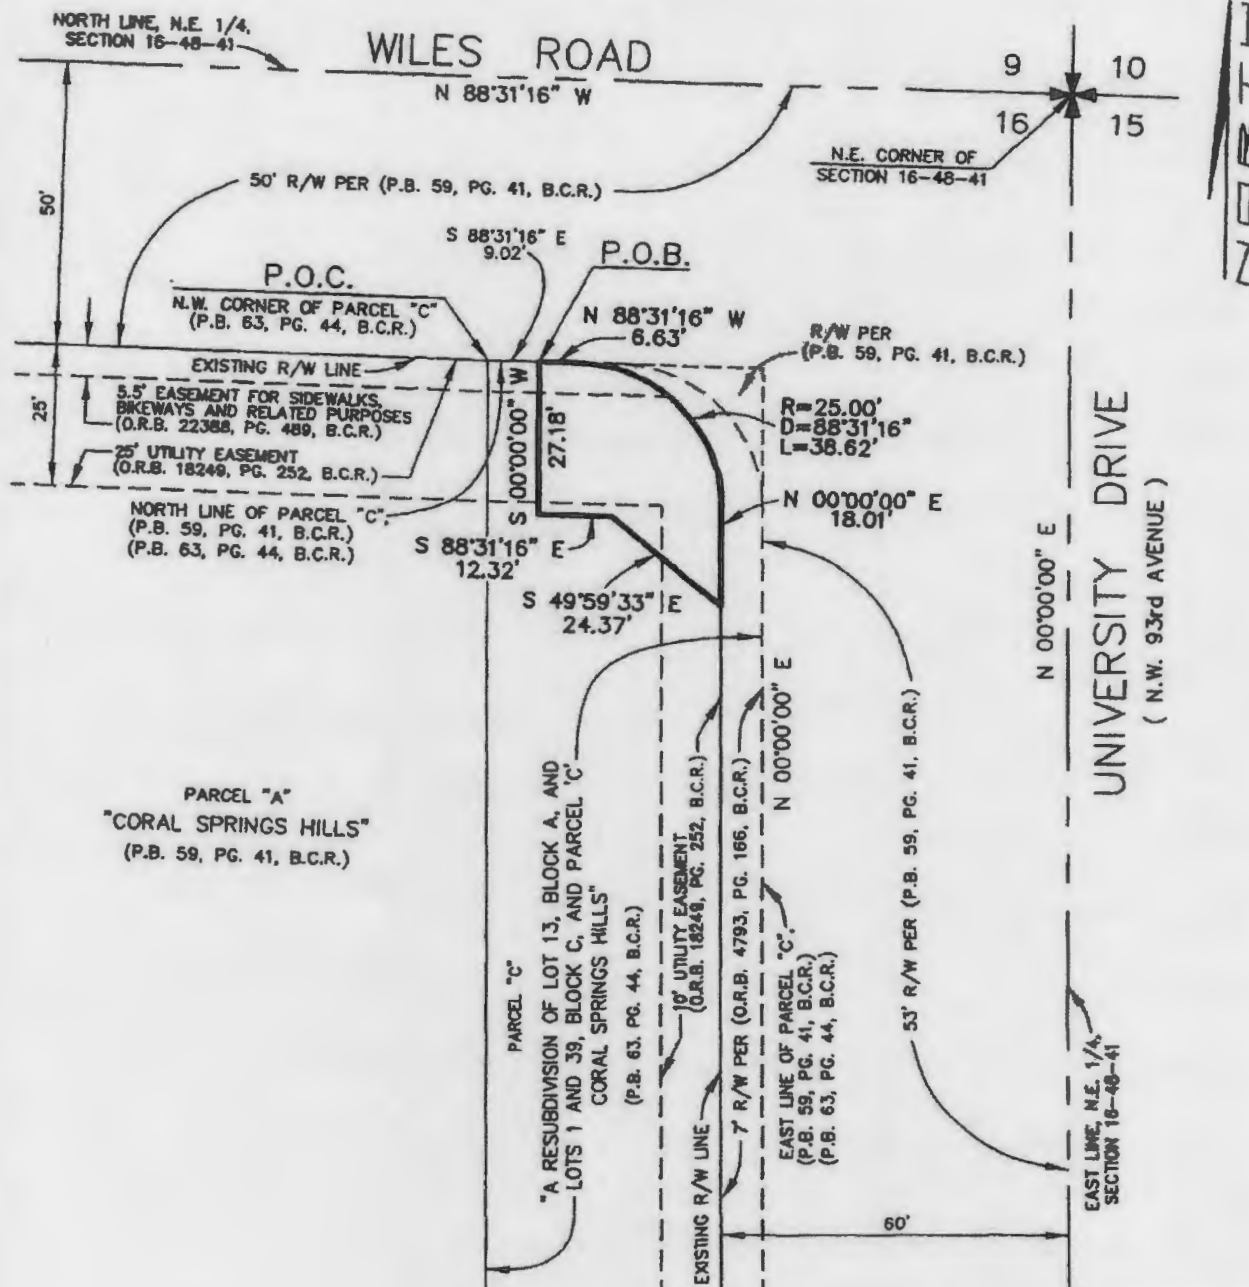 NORTH LINE, N.E. 1/4,
SECTION 16-48-41
WILES ROAD
N 88°31'16" W
9
10
16
15
N.E. CORNER OF
SECTION 16-48-41
NORTH
50'
50' R/W PER (P.B. 59, PG. 41, B.C.R.)
S 88°31'16" E
9.02'
P.O.B.
P.O.C.
N.W. CORNER OF PARCEL "C"
(P.B. 63, PG. 44, B.C.R.)
N 88°31'16" W
6.63'
R/W PER
(P.B. 59, PG. 41, B.C.R.)
EXISTING R/W LINE
25'
5.5' EASEMENT FOR SIDEWALKS,
BIKEWAYS AND RELATED PURPOSES
(O.R.B. 22388, PG. 489, B.C.R.)
25' UTILITY EASEMENT
(O.R.B. 18249, PG. 252, B.C.R.)
NORTH LINE OF PARCEL "C",
(P.B. 59, PG. 41, B.C.R.)
(P.B. 63, PG. 44, B.C.R.)
S 00°00'00" W
27.18'
R=25.00'
D=88°31'16"
L=38.62'
N 00°00'00" E
18.01'
S 88°31'16" E
12.32'
S 49°59'33" E
24.37'
N 00°00'00" E
UNIVERSITY DRIVE
( N.W. 93rd AVENUE )
PARCEL "A"
"CORAL SPRINGS HILLS"
(P.B. 59, PG. 41, B.C.R.)
PARCEL "C"
"A RESUBDIVISION OF LOT 13, BLOCK A, AND
LOTS 1 AND 39, BLOCK C, AND PARCEL 'C'
CORAL SPRINGS HILLS"
(P.B. 63, PG. 44, B.C.R.)
10' UTILITY EASEMENT
(O.R.B. 18249, PG. 252, B.C.R.)
EXISTING R/W LINE
7' R/W PER (O.R.B. 4793, PG. 166, B.C.R.)
N 00°00'00" E
EAST LINE OF PARCEL "C",
(P.B. 59, PG. 41, B.C.R.)
(P.B. 63, PG. 44, B.C.R.)
53' R/W PER (P.B. 59, PG. 41, B.C.R.)
EAST LINE, N.E. 1/4,
SECTION 16-48-41
60'